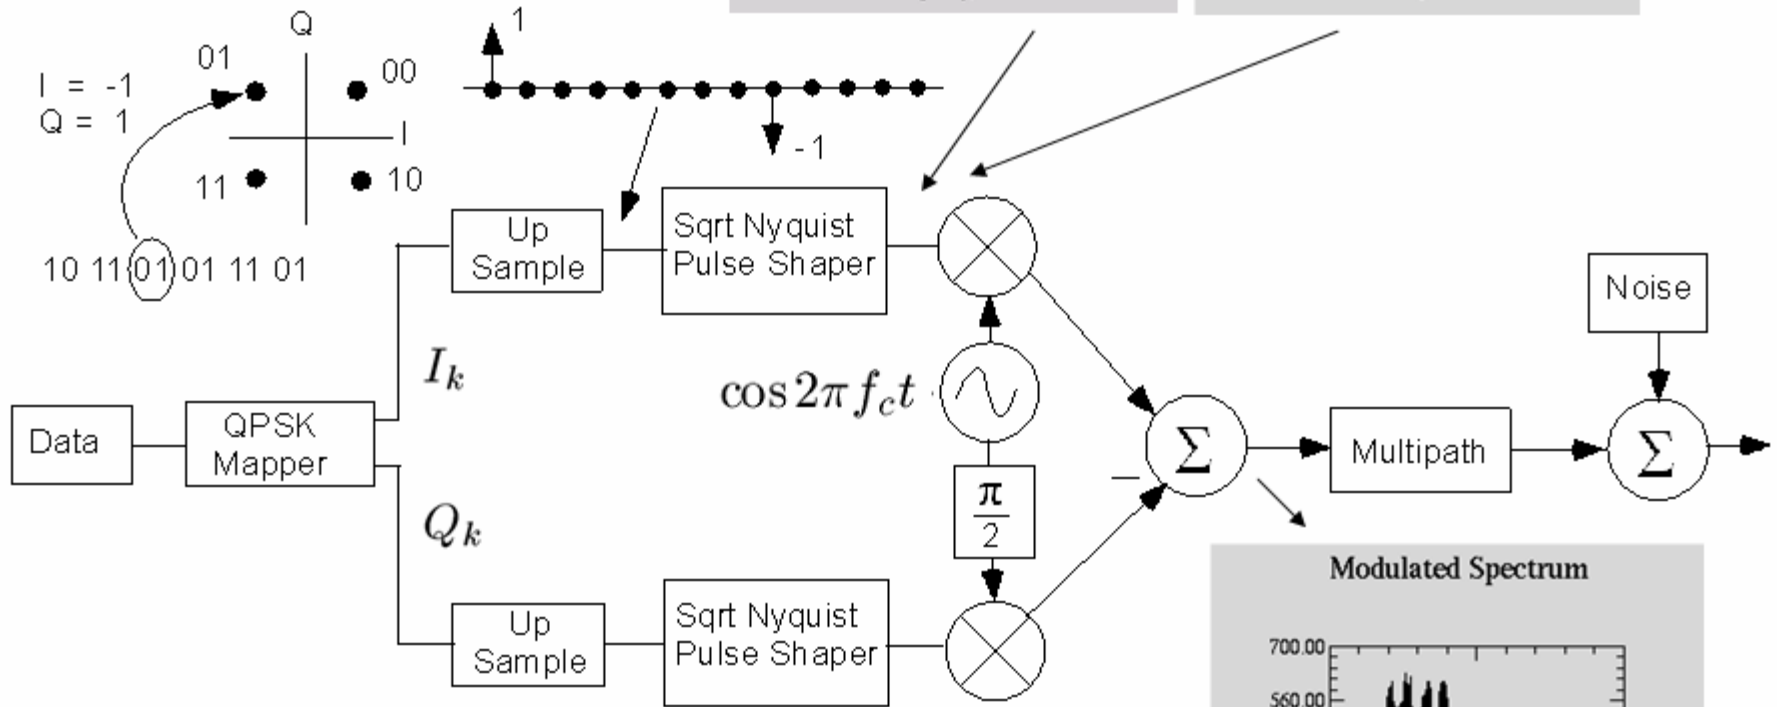 Q
1
01
00
I = -1
Q = 1
I
-1
11
10
10 11 01 01 11 01
Up
Sample
Sqrt Nyquist
Pulse Shaper
Noise
I_k
cos 2π f_c t
Data
QPSK
Mapper
Σ
Multipath
Σ
−
π
2
Q_k
Modulated Spectrum
Up
Sample
Sqrt Nyquist
Pulse Shaper
700.00
560.00